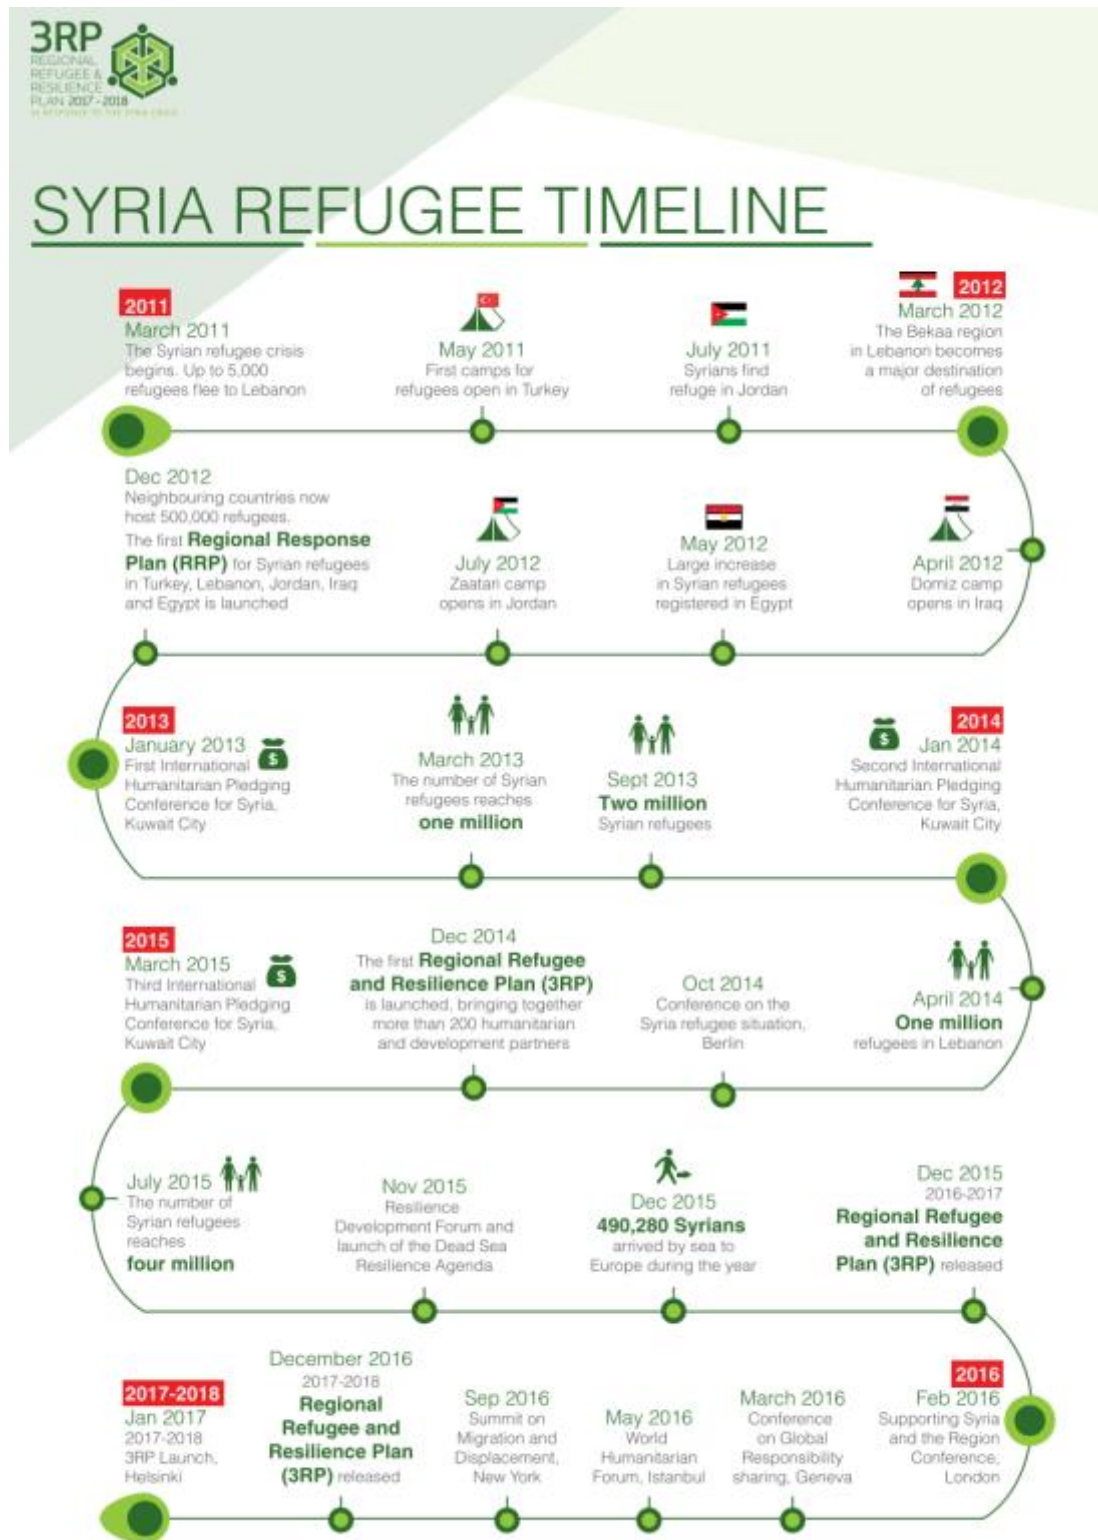 3RP
REGIONAL
REFUGEE &
RESILIENCE
PLAN 2017-2018
IN RESPONSE TO THE SYRIA CRISIS
SYRIA REFUGEE TIMELINE
2011
March 2011
The Syrian refugee crisis
begins. Up to 5,000
refugees flee to Lebanon
May 2011
First camps for
refugees open in Turkey
July 2011
Syrians find
refuge in Jordan
2012
March 2012
The Bekaa region
in Lebanon becomes
a major destination
of refugees
April 2012
Domiz camp
opens in Iraq
May 2012
Large increase
in Syrian refugees
registered in Egypt
July 2012
Zaatari camp
opens in Jordan
Dec 2012
Neighbouring countries now
host 500,000 refugees.
The first Regional Response
Plan (RRP) for Syrian refugees
in Turkey, Lebanon, Jordan, Iraq
and Egypt is launched
2013
January 2013
First International
Humanitarian Pledging
Conference for Syria,
Kuwait City
$
March 2013
The number of Syrian
refugees reaches
one million
Sept 2013
Two million
Syrian refugees
2014
$
Jan 2014
Second International
Humanitarian Pledging
Conference for Syria,
Kuwait City
April 2014
One million
refugees in Lebanon
Oct 2014
Conference on the
Syria refugee situation,
Berlin
Dec 2014
The first Regional Refugee
and Resilience Plan (3RP)
is launched, bringing together
more than 200 humanitarian
and development partners
2015
March 2015
Third International
Humanitarian Pledging
Conference for Syria,
Kuwait City
$
July 2015
The number of
Syrian refugees
reaches
four million
Nov 2015
Resilience
Development Forum and
launch of the Dead Sea
Resilience Agenda
Dec 2015
490,280 Syrians
arrived by sea to
Europe during the year
Dec 2015
2016-2017
Regional Refugee
and Resilience
Plan (3RP) released
2016
Feb 2016
Supporting Syria
and the Region
Conference,
London
March 2016
Conference
on Global
Responsibility
sharing, Geneva
May 2016
World
Humanitarian
Forum, Istanbul
Sep 2016
Summit on
Migration and
Displacement,
New York
December 2016
2017-2018
Regional
Refugee and
Resilience Plan
(3RP) released
2017-2018
Jan 2017
2017-2018
3RP Launch,
Helsinki